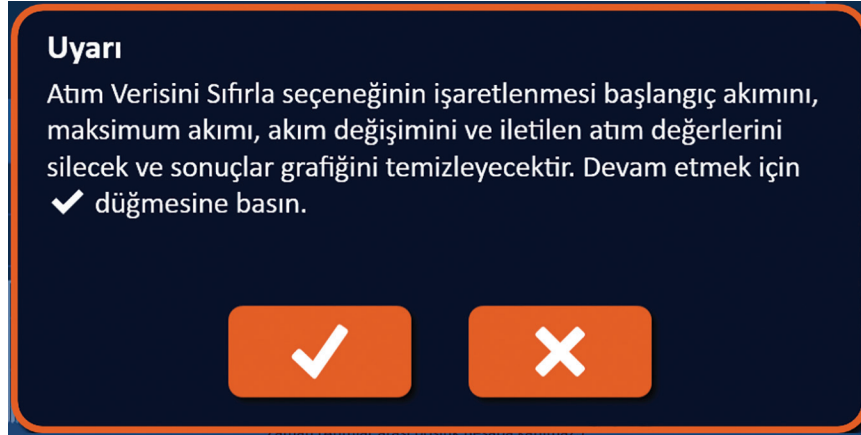 Uyarı
Atım Verisini Sıfırla seçeneğinin işaretlenmesi başlangıç akımını,
maksimum akımı, akım değişimini ve iletilen atım değerlerini
silecek ve sonuçlar grafiğini temizleyecektir. Devam etmek için
✔ düğmesine basın.